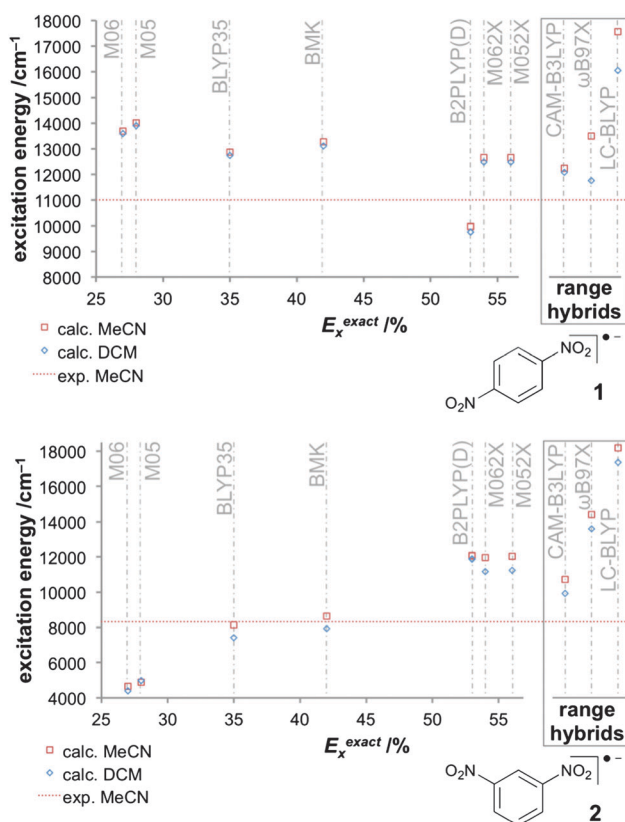 excitation energy /cm⁻¹
18000
17000
16000
15000
14000
13000
12000
11000
10000
9000
8000
M06
M05
BLYP35
BMK
B2PLYP(D)
M062X
M052X
CAM-B3LYP
ωB97X
LC-BLYP
25 30 35 40 45 50 55
Eₓᵉˣᵃᶜᵗ /%
range
hybrids
calc. MeCN
calc. DCM
exp. MeCN
NO₂
•−
O₂N
1
excitation energy /cm⁻¹
18000
16000
14000
12000
10000
8000
6000
4000
M06
M05
BLYP35
BMK
B2PLYP(D)
M062X
M052X
CAM-B3LYP
ωB97X
LC-BLYP
25 30 35 40 45 50 55
Eₓᵉˣᵃᶜᵗ /%
range
hybrids
calc. MeCN
calc. DCM
exp. MeCN
O₂N NO₂
•−
2